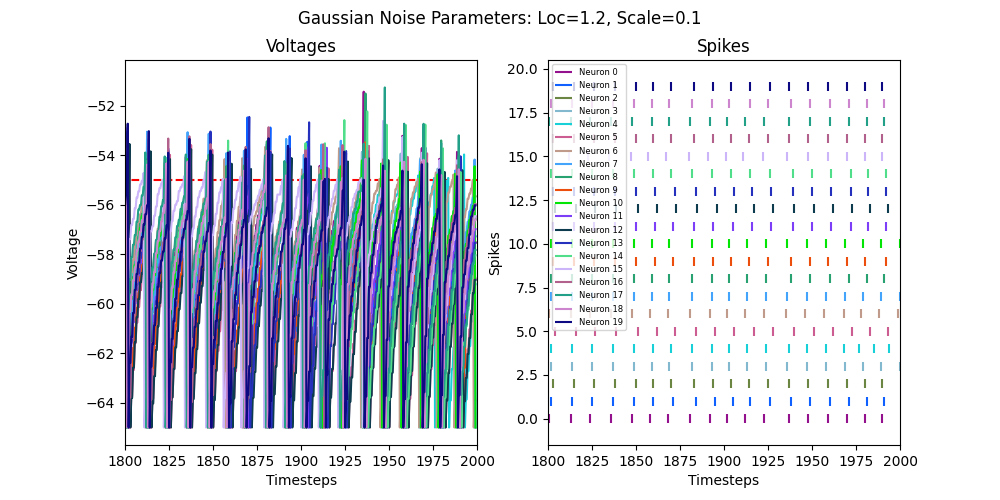 Gaussian Noise Parameters: Loc=1.2, Scale=0.1
Voltages
Voltage
−52
−54
−56
−58
−60
−62
−64
1800
1825
1850
1875
1900
1925
1950
1975
2000
Timesteps
Spikes
Spikes
20.0
17.5
15.0
12.5
10.0
7.5
5.0
2.5
0.0
Neuron 0
Neuron 1
Neuron 2
Neuron 3
Neuron 4
Neuron 5
Neuron 6
Neuron 7
Neuron 8
Neuron 9
Neuron 10
Neuron 11
Neuron 12
Neuron 13
Neuron 14
Neuron 15
Neuron 16
Neuron 17
Neuron 18
Neuron 19
1800
1825
1850
1875
1900
1925
1950
1975
2000
Timesteps